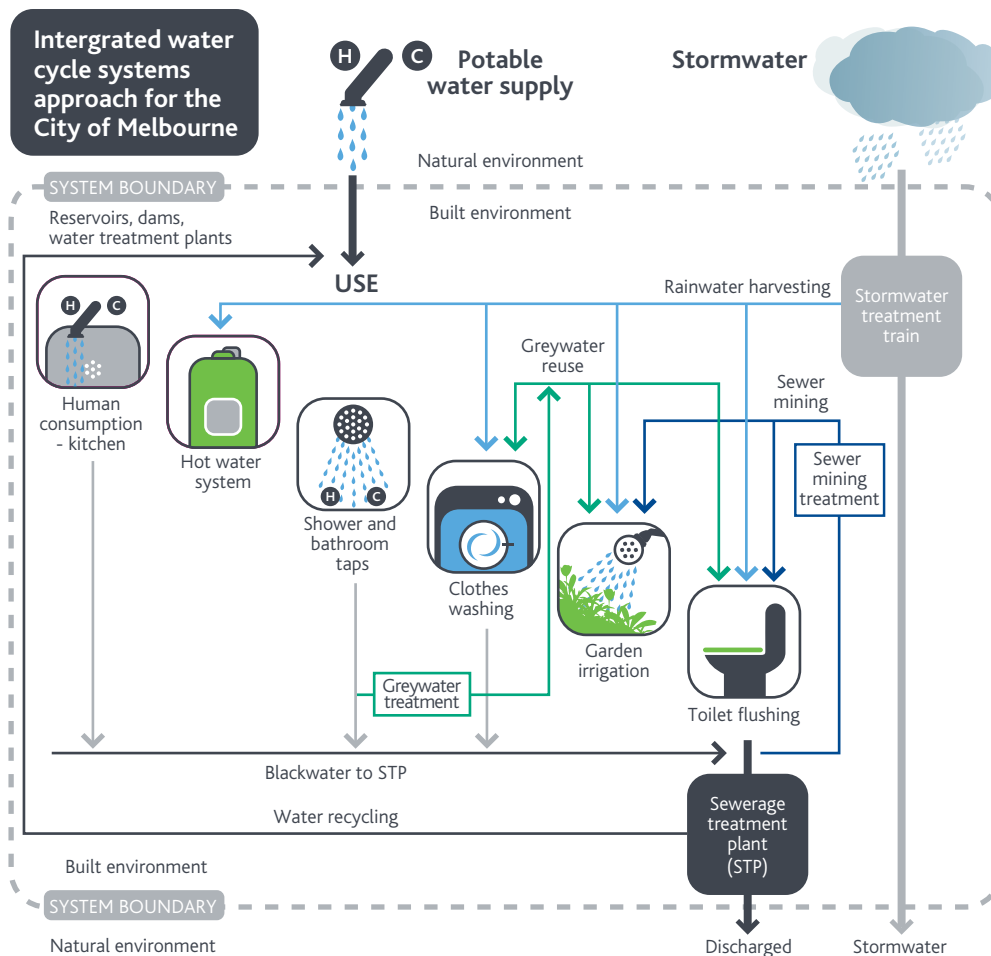 Intergrated water
cycle systems
approach for the
City of Melbourne
H
C
Potable
water supply
Stormwater
Natural environment
SYSTEM BOUNDARY
Built environment
Reservoirs, dams,
water treatment plants
USE
Rainwater harvesting
Stormwater
treatment
train
H
C
Human
consumption
- kitchen
Hot water
system
H
C
Shower and
bathroom
taps
Greywater
reuse
Clothes
washing
Sewer
mining
Sewer
mining
treatment
Garden
irrigation
Toilet flushing
Greywater
treatment
Blackwater to STP
Water recycling
Sewerage
treatment
plant
(STP)
Built environment
SYSTEM BOUNDARY
Natural environment
Discharged
Stormwater